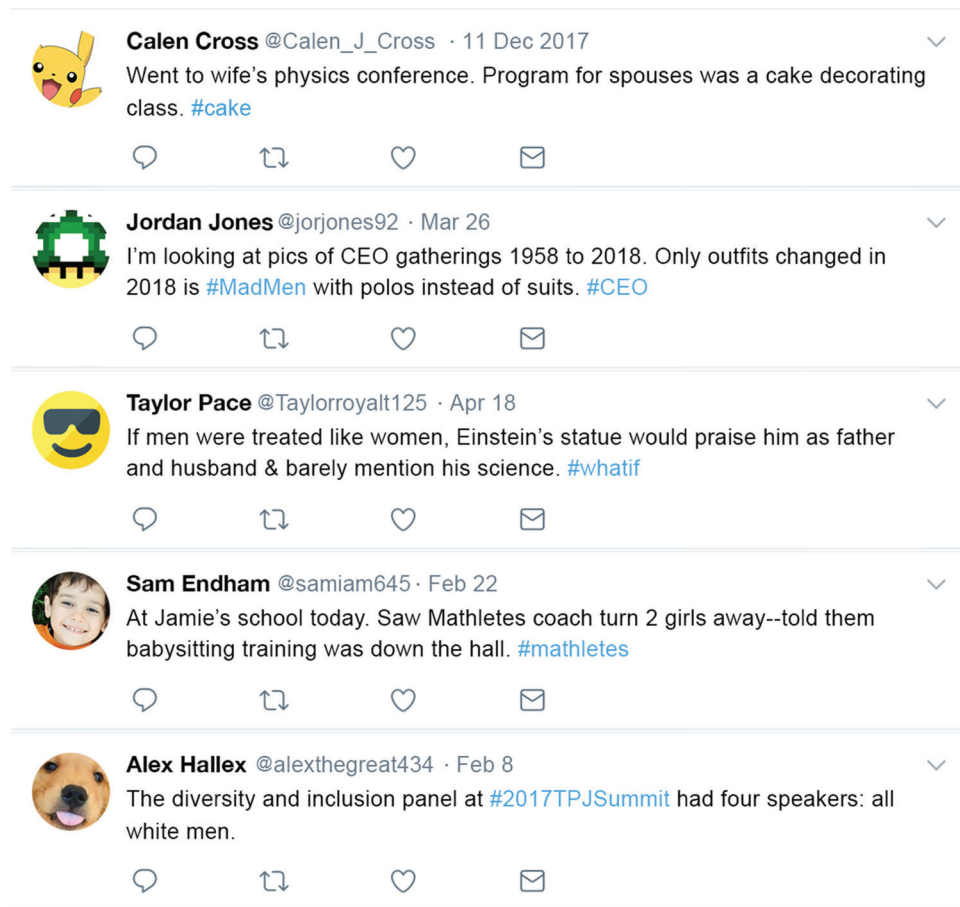 Calen Cross @Calen_J_Cross · 11 Dec 2017
Went to wife's physics conference. Program for spouses was a cake decorating
class. #cake
Jordan Jones @jorjones92 · Mar 26
I'm looking at pics of CEO gatherings 1958 to 2018. Only outfits changed in
2018 is #MadMen with polos instead of suits. #CEO
Taylor Pace @Taylorroyalt125 · Apr 18
If men were treated like women, Einstein's statue would praise him as father
and husband & barely mention his science. #whatif
Sam Endham @samiam645 · Feb 22
At Jamie's school today. Saw Mathletes coach turn 2 girls away--told them
babysitting training was down the hall. #mathletes
Alex Hallex @alexthegreat434 · Feb 8
The diversity and inclusion panel at #2017TPJSummit had four speakers: all
white men.